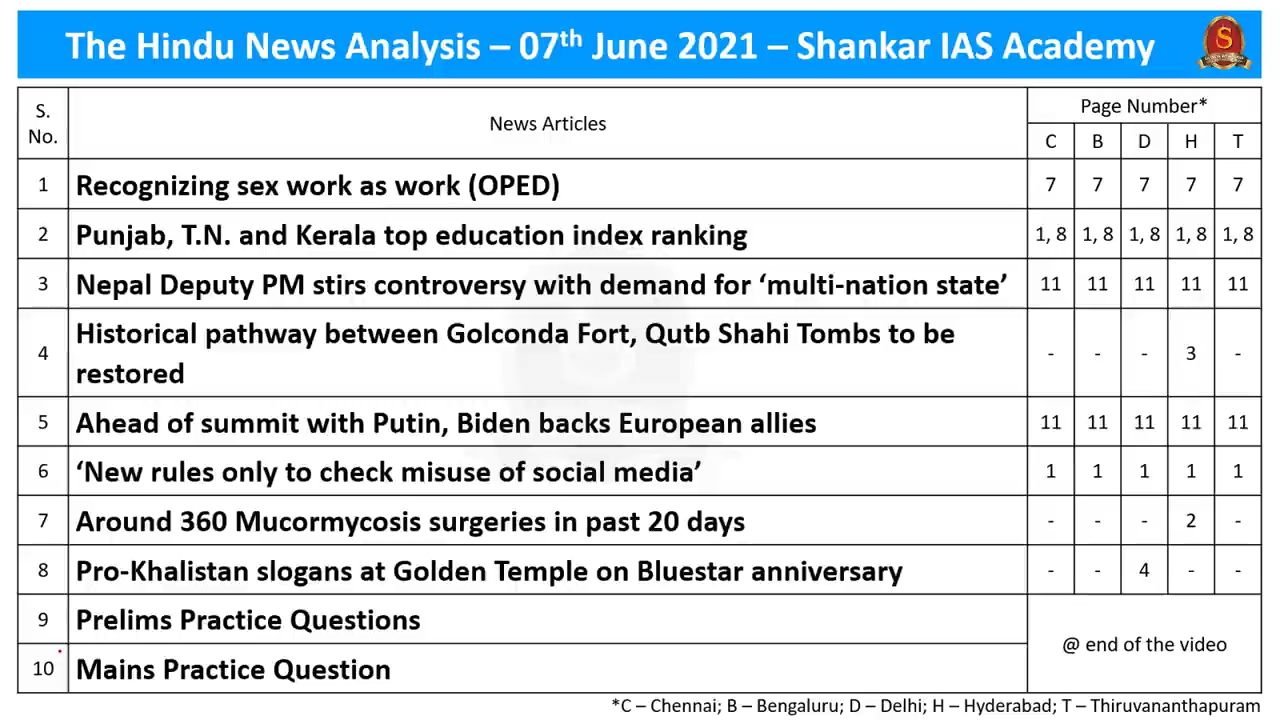 The Hindu News Analysis – 07th June 2021 – Shankar IAS Academy
S. No. News Articles Page Number*
C B D H T
1 Recognizing sex work as work (OPED) 7 7 7 7 7
2 Punjab, T.N. and Kerala top education index ranking 1, 8 1, 8 1, 8 1, 8 1, 8
3 Nepal Deputy PM stirs controversy with demand for ‘multi-nation state’ 11 11 11 11 11
4 Historical pathway between Golconda Fort, Qutb Shahi Tombs to be
restored - - - 3 -
5 Ahead of summit with Putin, Biden backs European allies 11 11 11 11 11
6 ‘New rules only to check misuse of social media’ 1 1 1 1 1
7 Around 360 Mucormycosis surgeries in past 20 days - - - 2 -
8 Pro-Khalistan slogans at Golden Temple on Bluestar anniversary - - 4 - -
9 Prelims Practice Questions
@ end of the video
10 Mains Practice Question
*C – Chennai; B – Bengaluru; D – Delhi; H – Hyderabad; T – Thiruvananthapuram